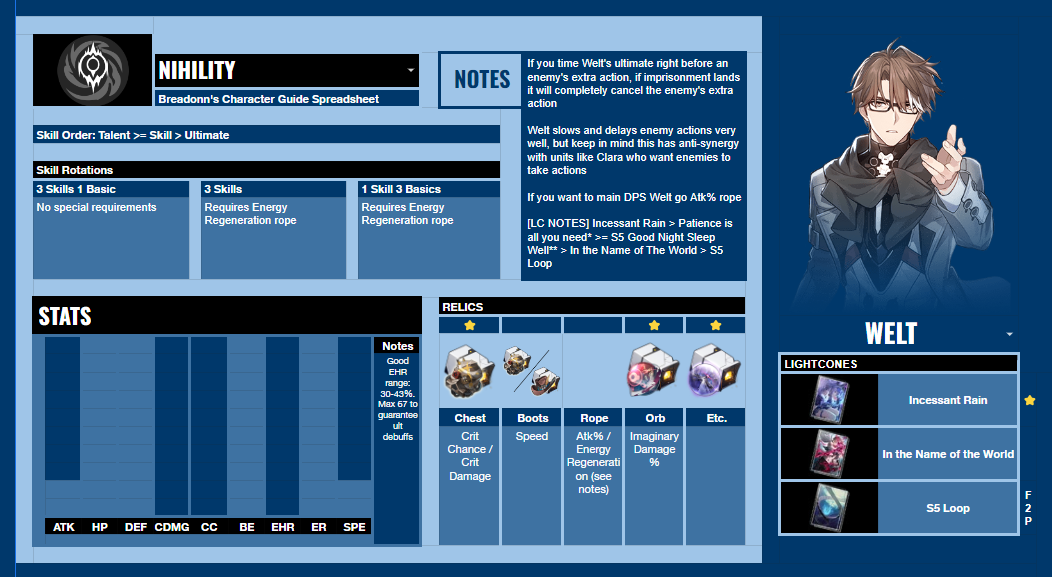 NIHILITY
Breadonn's Character Guide Spreadsheet
Skill Order: Talent >= Skill > Ultimate
Skill Rotations
3 Skills 1 Basic
No special requirements
3 Skills
Requires Energy
Regeneration rope
1 Skill 3 Basics
Requires Energy
Regeneration rope
NOTES
If you time Welt's ultimate right before an
enemy's extra action, if imprisonment lands
it will completely cancel the enemy's extra
action
Welt slows and delays enemy actions very
well, but keep in mind this has anti-synergy
with units like Clara who want enemies to
take actions
If you want to main DPS Welt go Atk% rope
[LC NOTES] Incessant Rain > Patience is
all you need* >= S5 Good Night Sleep
Well** > In the Name of The World > S5
Loop
STATS
Notes
Good
EHR
range:
30-43%.
Max 67 to
guarantee
ult
debuffs
ATK HP DEF CDMG CC BE EHR ER SPE
RELICS
Chest
Crit
Chance /
Crit
Damage
Boots
Speed
Rope
Atk% /
Energy
Regenerati
on (see
notes)
Orb
Imaginary
Damage
%
Etc.
WELT
LIGHTCONES
Incessant Rain
In the Name of the World
S5 Loop
F
2
P